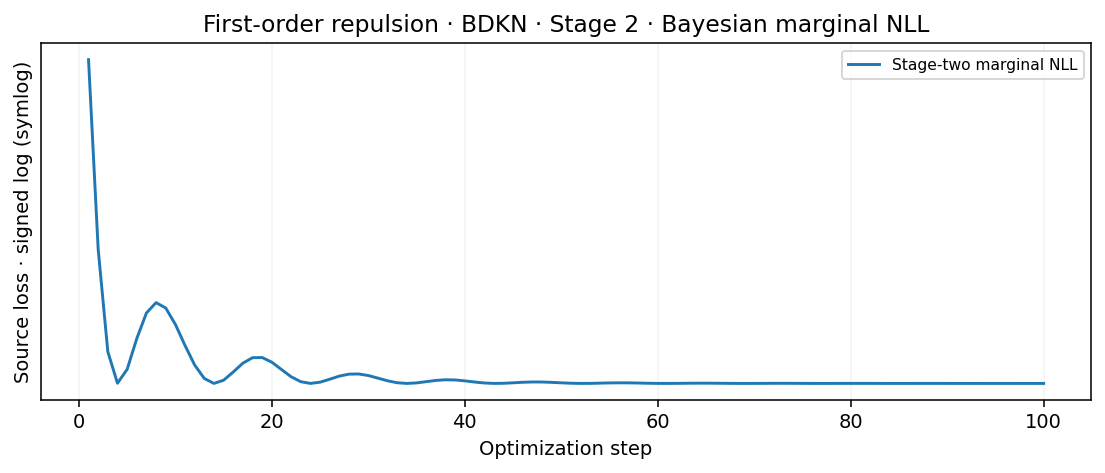 First-order repulsion · BDKN · Stage 2 · Bayesian marginal NLL
Stage-two marginal NLL
Source loss · signed log (symlog)
0 20 40 60 80 100
Optimization step